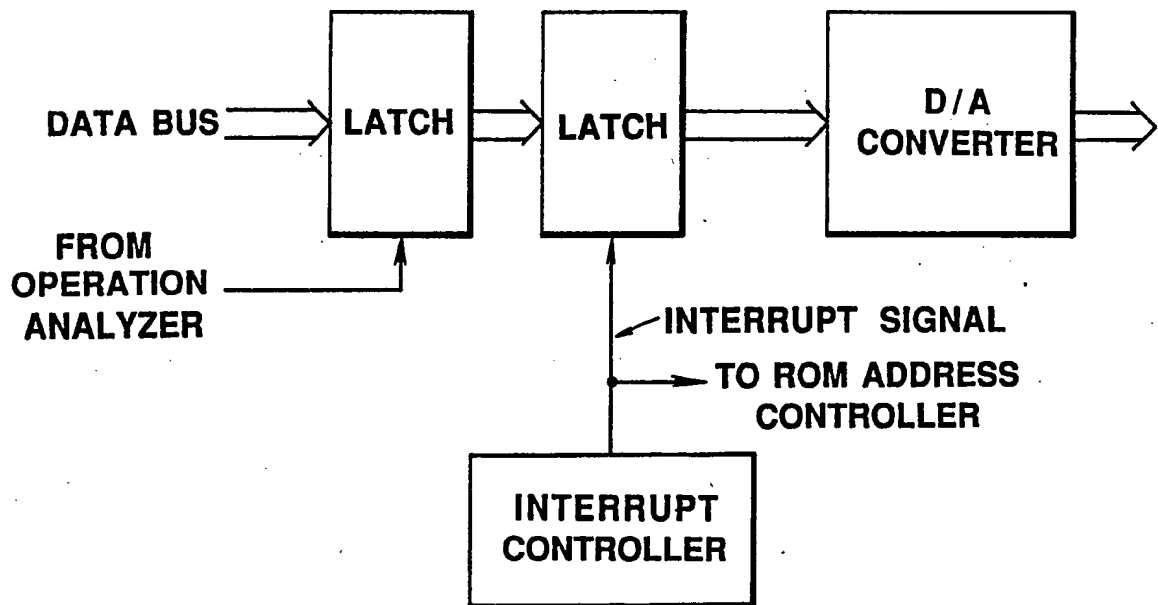 DATA BUS
LATCH
LATCH
D/A
CONVERTER
FROM
OPERATION
ANALYZER
INTERRUPT SIGNAL
TO ROM ADDRESS
CONTROLLER
INTERRUPT
CONTROLLER